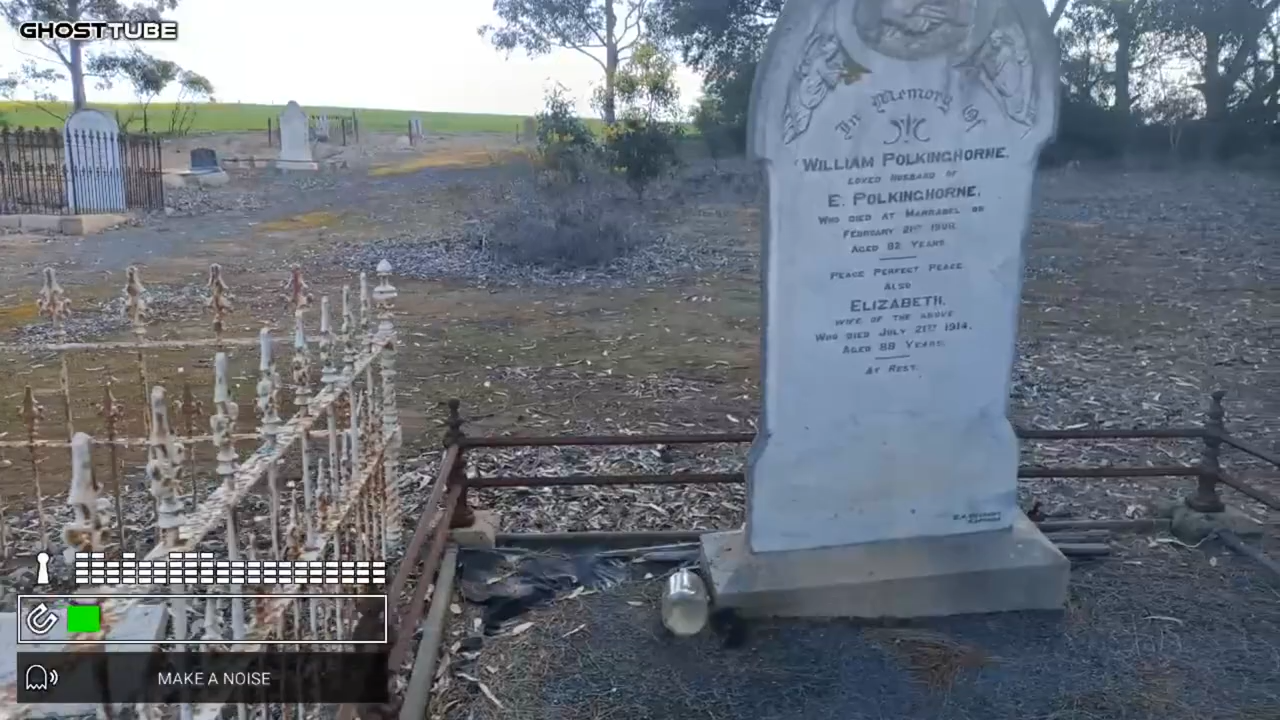 GHOSTTUBE
In Memory Of
WILLIAM POLKINGHORNE,
LOVED HUSBAND OF
E. POLKINGHORNE,
WHO DIED AT MARRABEL ON
FEBRUARY 21ST 1909.
AGED 82 YEARS.
PEACE PERFECT PEACE
ALSO
ELIZABETH,
WIFE OF THE ABOVE
WHO DIED JULY 21ST 1914,
AGED 89 YEARS.
AT REST.
MAKE A NOISE